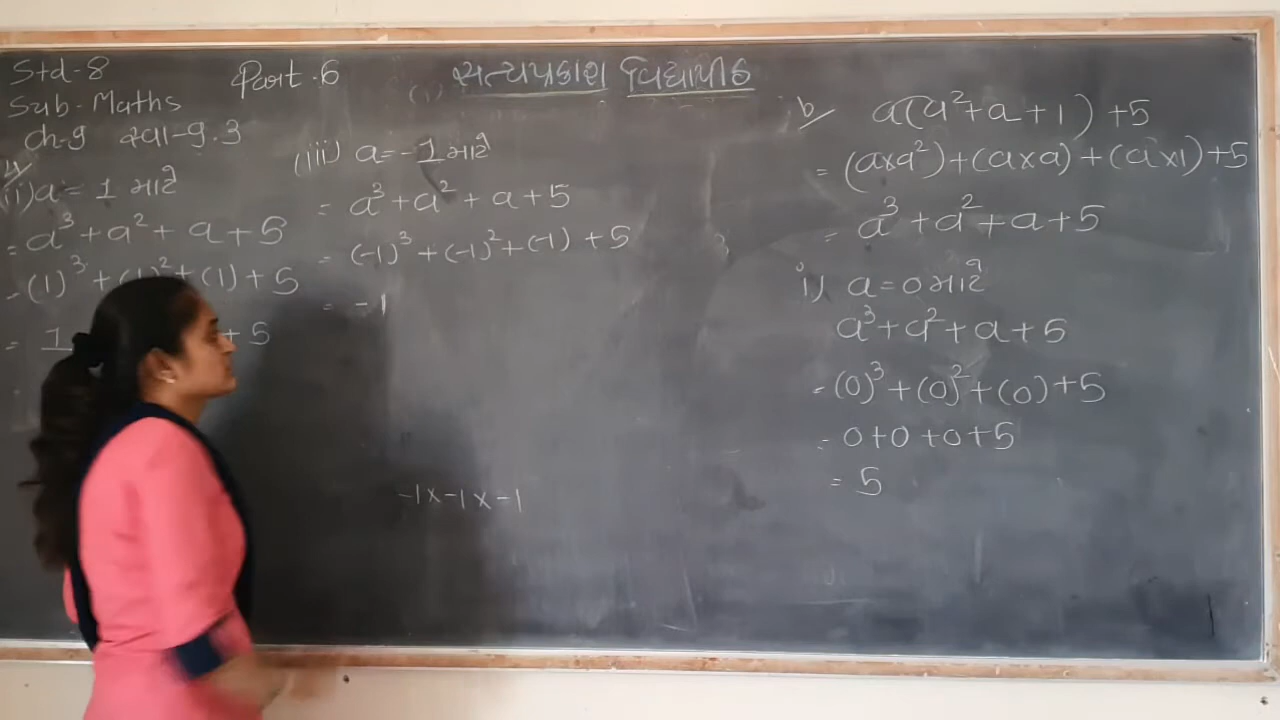 Std-8
Sub-Maths
Ch-9 સ્વા-9.3
Part.6
સત્યપ્રકાશ વિદ્યાપીઠ
(i) a = 1 માટે
= a³ + a² + a + 5
= (1)³ + (1)² + (1) + 5
= 1 + 5
(iii) a = -1 માટે
= a³ + a² + a + 5
= (-1)³ + (-1)² + (-1) + 5
= -1
-1 x -1 x -1
b/ a(a² + a + 1) + 5
= (a×a²) + (a×a) + (a×1) + 5
= a³ + a² + a + 5
i) a = 0 માટે
a³ + a² + a + 5
= (0)³ + (0)² + (0) + 5
= 0 + 0 + 0 + 5
= 5